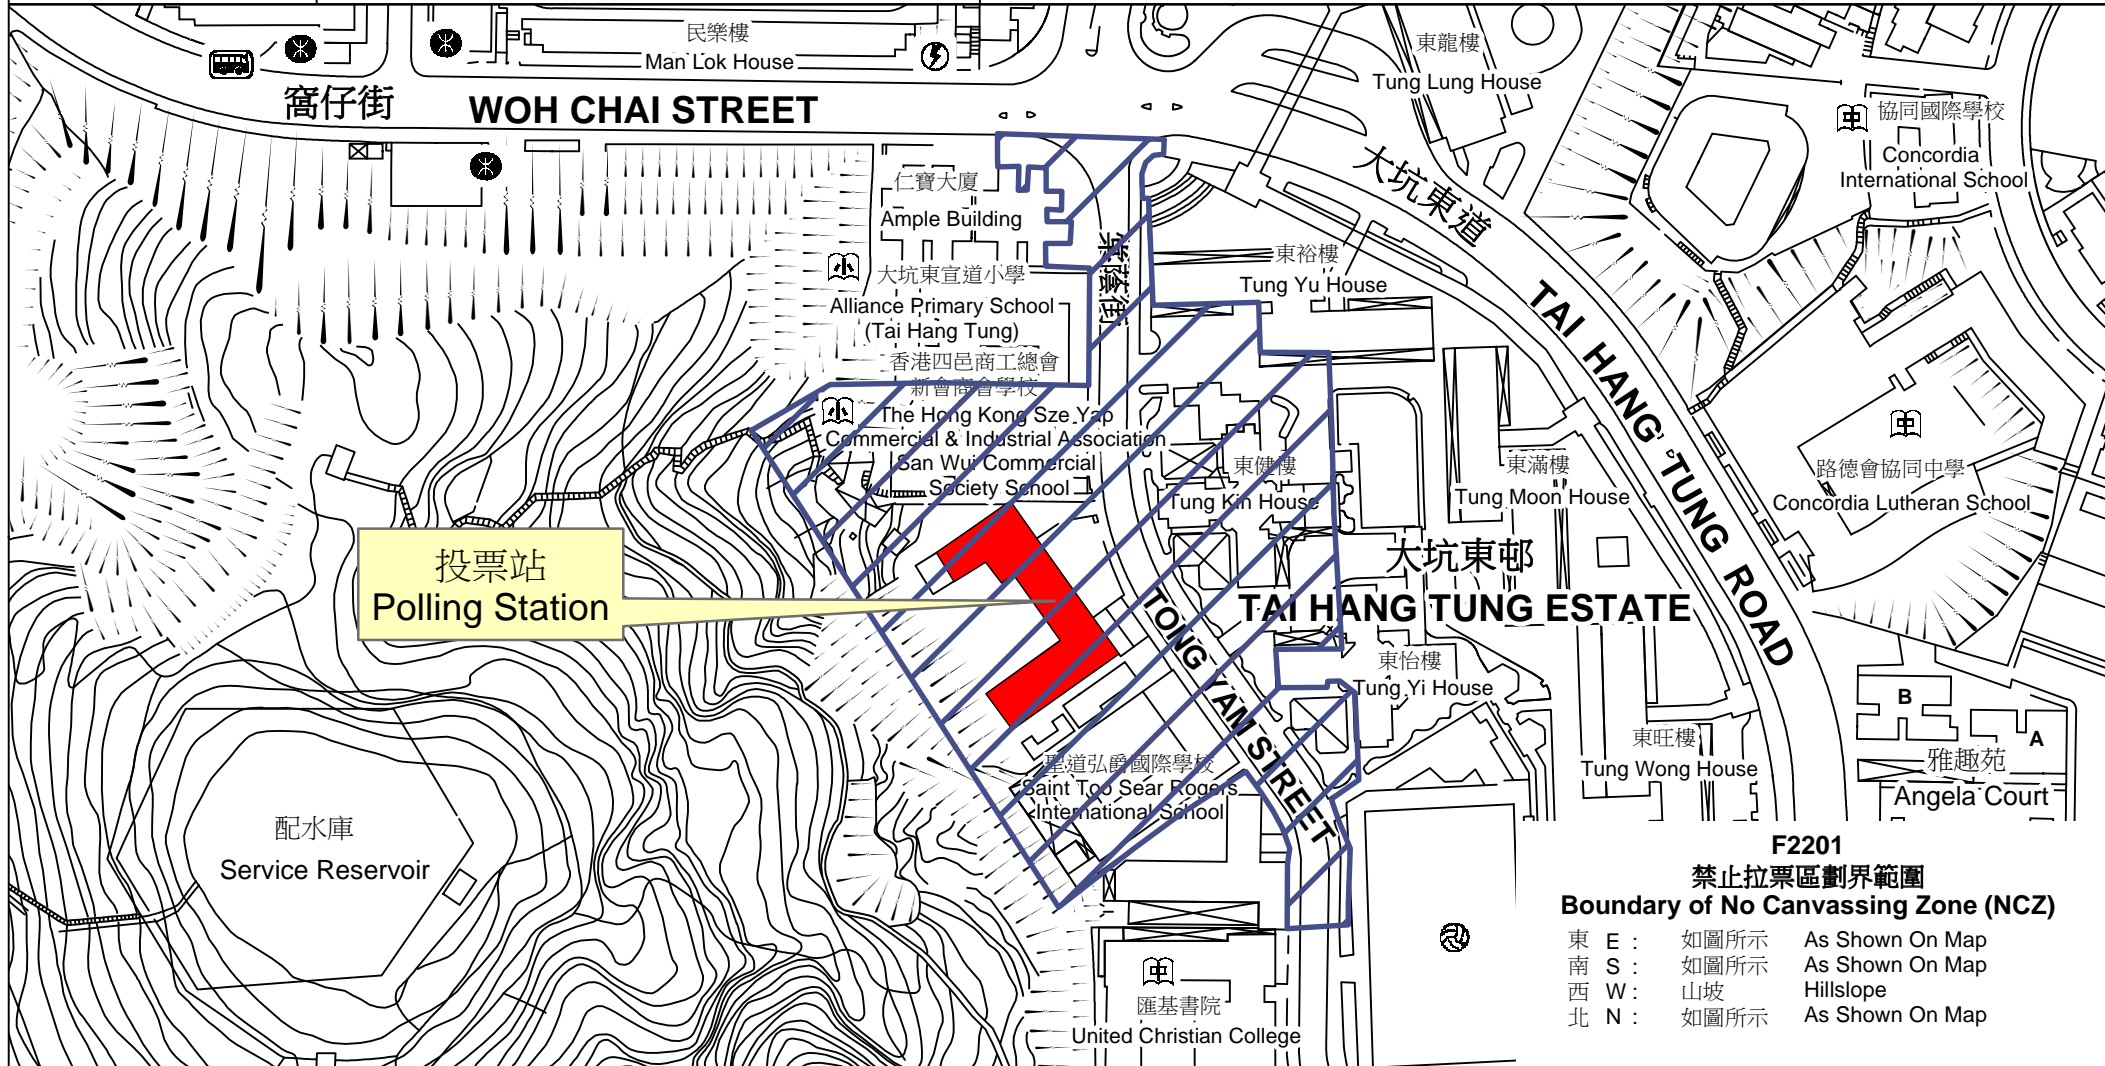 民樂樓
Man Lok House
東龍樓
Tung Lung House
窩仔街
WOH CHAI STREET
協同國際學校
Concordia
International School
大坑東道
仁寶大廈
Ample Building
棠蔭街
東裕樓
Tung Yu House
大坑東宣道小學
Alliance Primary School
(Tai Hang Tung)
TAI HANG TUNG ROAD
香港四邑商工總會
新會商會學校
The Hong Kong Sze Yap
Commercial & Industrial Association
San Wui Commercial
Society School
東健樓
Tung Kin House
東滿樓
Tung Moon House
路德會協同中學
Concordia Lutheran School
投票站
Polling Station
大坑東邨
TAI HANG TUNG ESTATE
TONG YAM STREET
東怡樓
Tung Yi House
B
A
東旺樓
Tung Wong House
雅趣苑
Angela Court
聖道弘爵國際學校
Saint Too Sear Rogers
International School
配水庫
Service Reservoir
匯基書院
United Christian College
F2201
禁止拉票區劃界範圍
Boundary of No Canvassing Zone (NCZ)
東 E : 如圖所示 As Shown On Map
南 S : 如圖所示 As Shown On Map
西 W : 山坡 Hillslope
北 N : 如圖所示 As Shown On Map
小
小
中
中
中